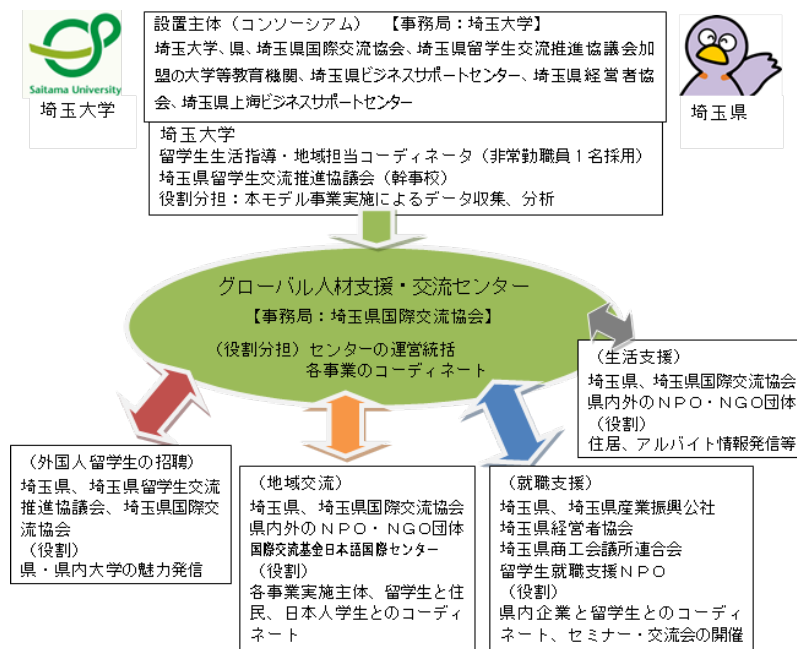 設置主体（コンソーシアム）　【事務局：埼玉大学】
埼玉大学、県、埼玉県国際交流協会、埼玉県留学生交流推進協議会加
盟の大学等教育機関、埼玉県ビジネスサポートセンター、埼玉県経営者協
会、埼玉県上海ビジネスサポートセンター
Saitama University
埼玉大学
埼玉県
埼玉大学
留学生生活指導・地域担当コーディネータ（非常勤職員１名採用）
埼玉県留学生交流推進協議会（幹事校）
役割分担：本モデル事業実施によるデータ収集、分析
グローバル人材支援・交流センター
【事務局：埼玉県国際交流協会】
（役割分担）センターの運営統括
各事業のコーディネート
（生活支援）
埼玉県、埼玉県国際交流協会
県内外のＮＰＯ・ＮＧＯ団体
（役割）
住居、アルバイト情報発信等
（外国人留学生の招聘）
埼玉県、埼玉県留学生交流
推進協議会、埼玉県国際交
流協会
（役割）
県・県内大学の魅力発信
（地域交流）
埼玉県、埼玉県国際交流協会
県内外のＮＰＯ・ＮＧＯ団体
国際交流基金日本語国際センター
（役割）
各事業実施主体、留学生と住
民、日本人学生とのコーディ
ネート
（就職支援）
埼玉県、埼玉県産業振興公社
埼玉県経営者協会
埼玉県商工会議所連合会
留学生就職支援ＮＰＯ
（役割）
県内企業と留学生とのコーディ
ネート、セミナー・交流会の開催